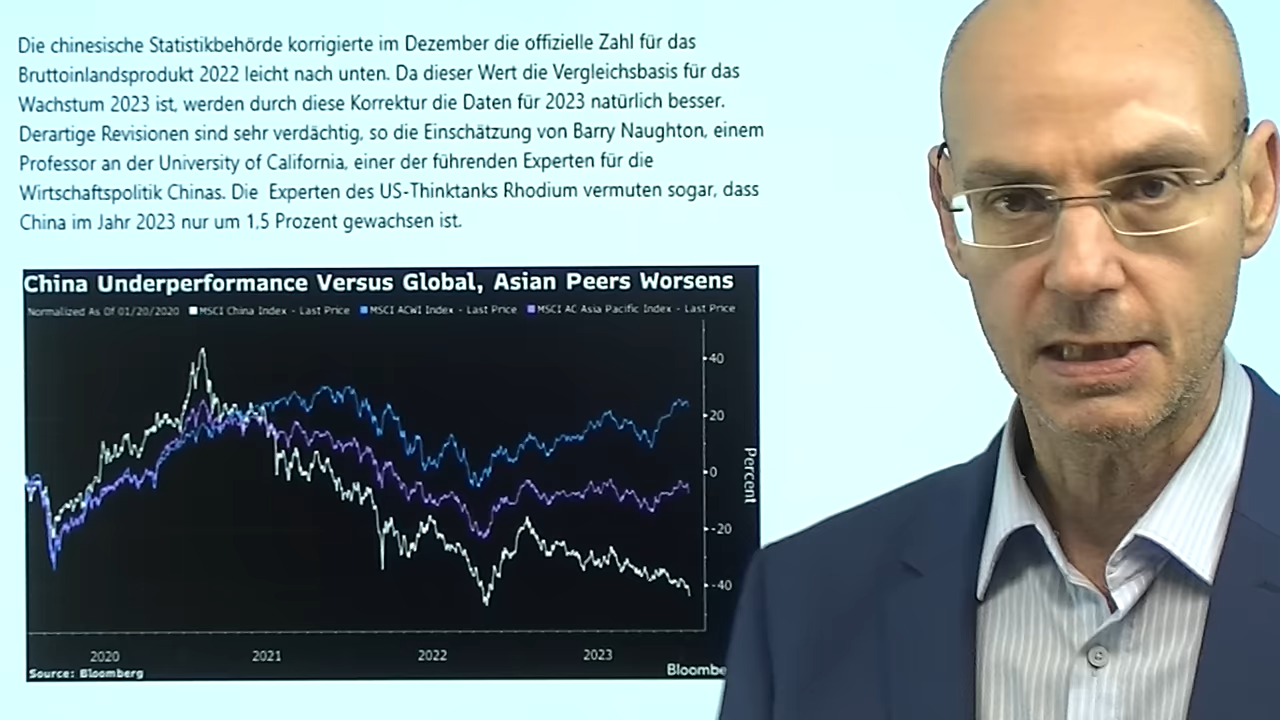 Die chinesische Statistikbehörde korrigierte im Dezember die offizielle Zahl für das
Bruttoinlandsprodukt 2022 leicht nach unten. Da dieser Wert die Vergleichsbasis für das
Wachstum 2023 ist, werden durch diese Korrektur die Daten für 2023 natürlich besser.
Derartige Revisionen sind sehr verdächtig, so die Einschätzung von Barry Naughton, einem
Professor an der University of California, einer der führenden Experten für die
Wirtschaftspolitik Chinas. Die Experten des US-Thinktanks Rhodium vermuten sogar, dass
China im Jahr 2023 nur um 1,5 Prozent gewachsen ist.
China Underperformance Versus Global, Asian Peers Worsens
Normalized As Of 01/20/2020 MSCI China Index - Last Price MSCI ACWI Index - Last Price MSCI AC Asia Pacific Index - Last Price
40
20
0
-20
-40
Percent
2020 2021 2022 2023
Source: Bloomberg
Bloombe